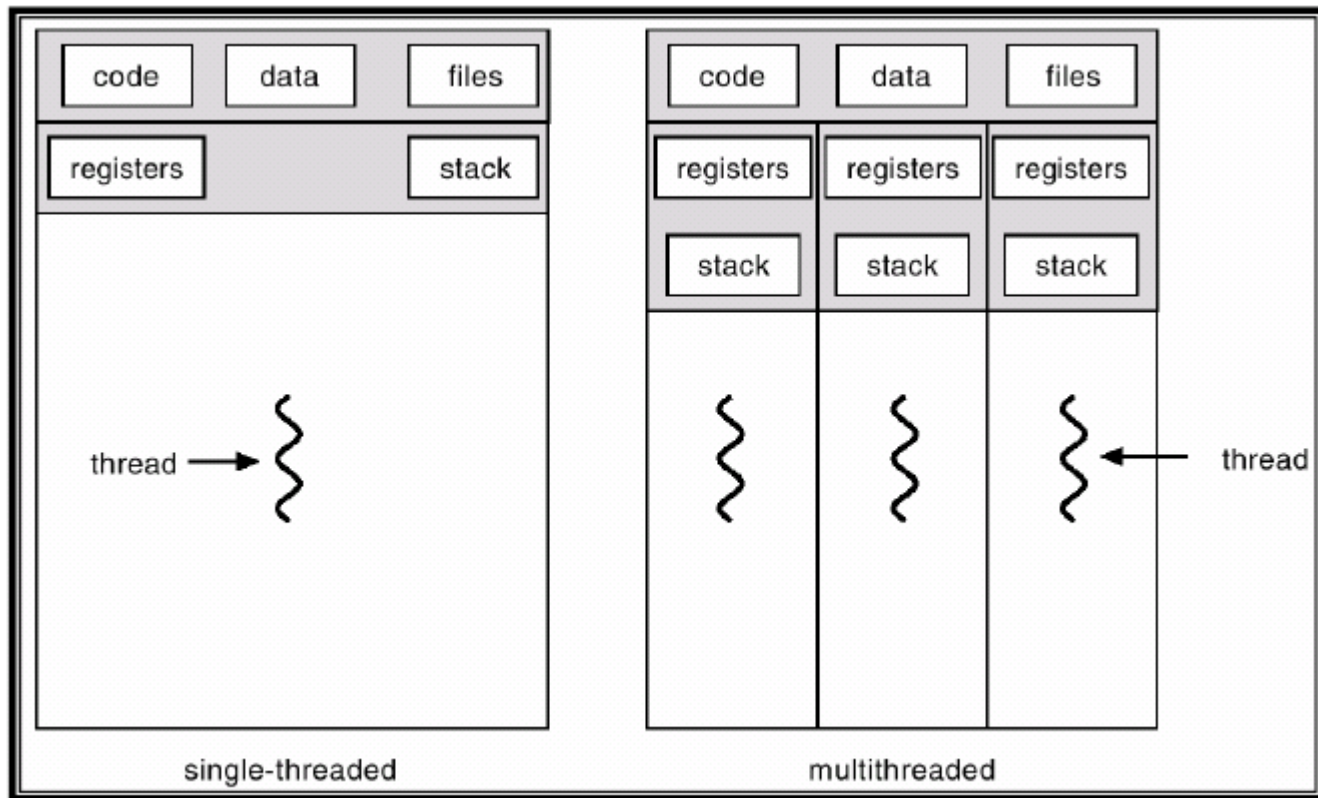 code data files
registers stack
thread
single-threaded
code data files
registers registers registers
stack stack stack
thread
multithreaded